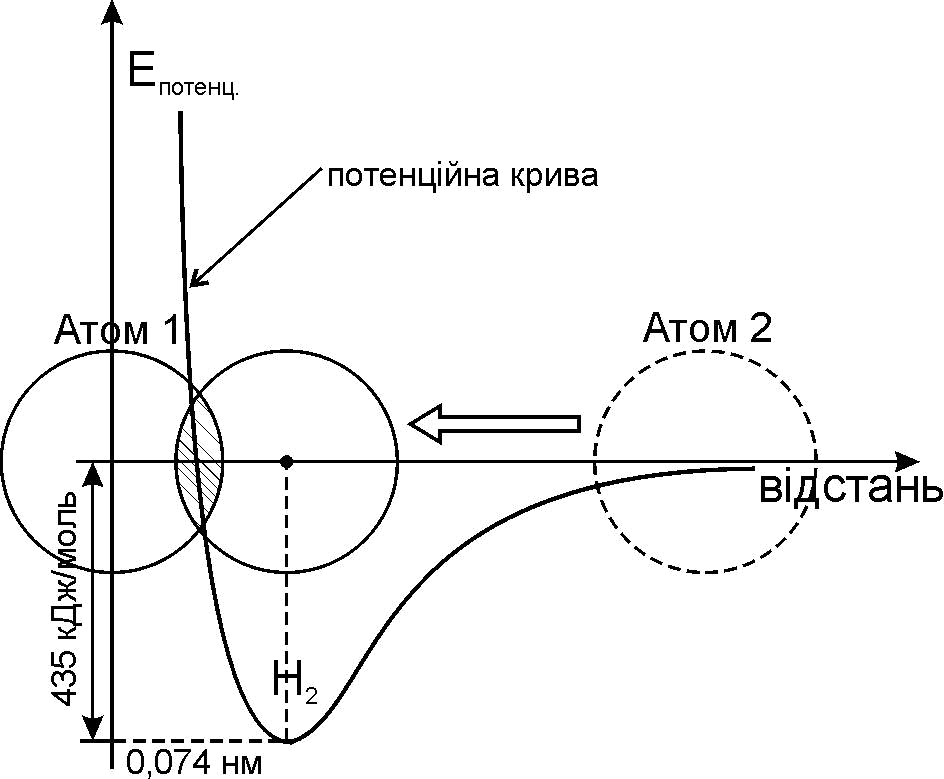 Eпотенц.
потенційна крива
Атом 1
Атом 2
відстань
435 кДж/моль
H2
0,074 нм